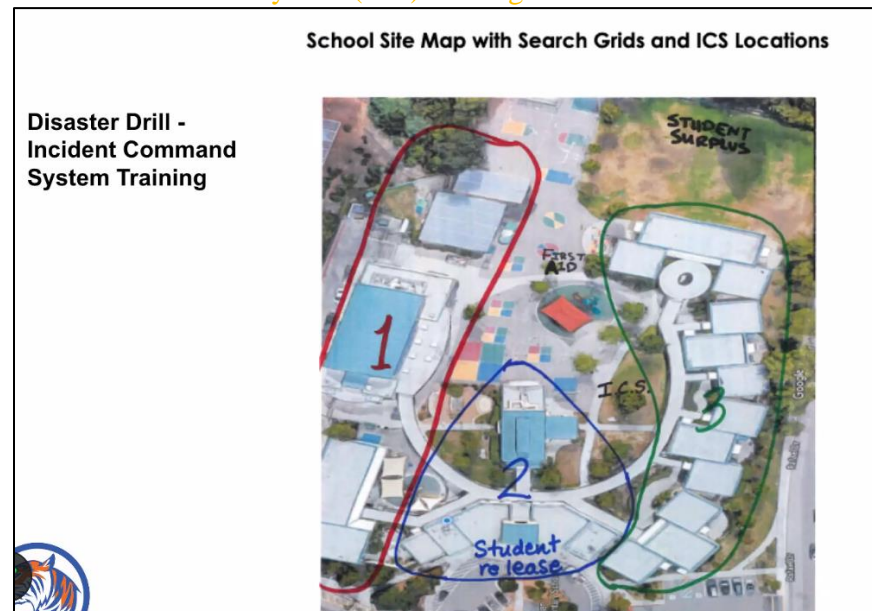 School Site Map with Search Grids and ICS Locations
Disaster Drill -
Incident Command
System Training
STUDENT
SURPLUS
FIRST
AID
1
I.C.S.
3
2
Student
release
Google